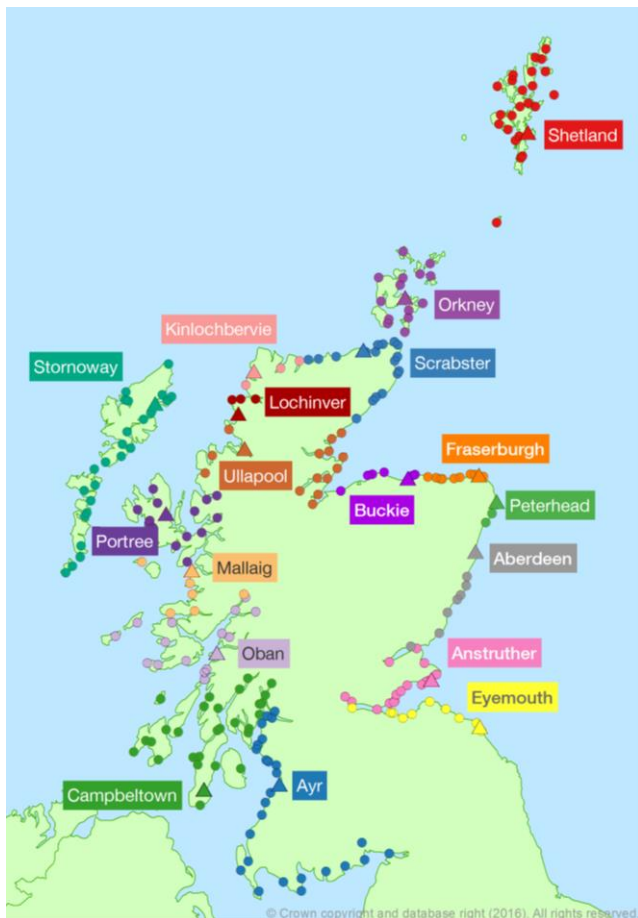 Shetland
Orkney
Kinlochbervie
Scrabster
Stornoway
Lochinver
Fraserburgh
Ullapool
Buckie
Peterhead
Portree
Aberdeen
Mallaig
Anstruther
Oban
Eyemouth
Campbeltown
Ayr
© Crown copyright and database right (2016). All rights reserved